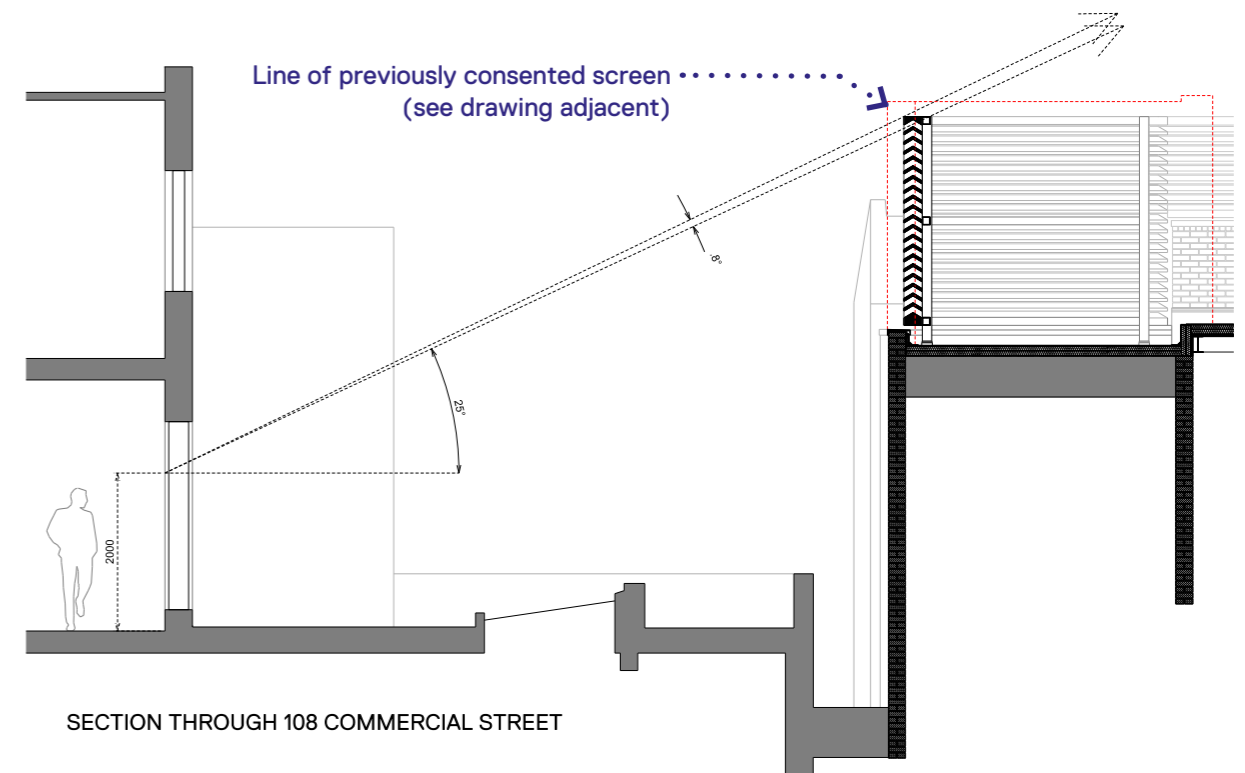 Line of previously consented screen
(see drawing adjacent)
.8°
25°
2000
SECTION THROUGH 108 COMMERCIAL STREET